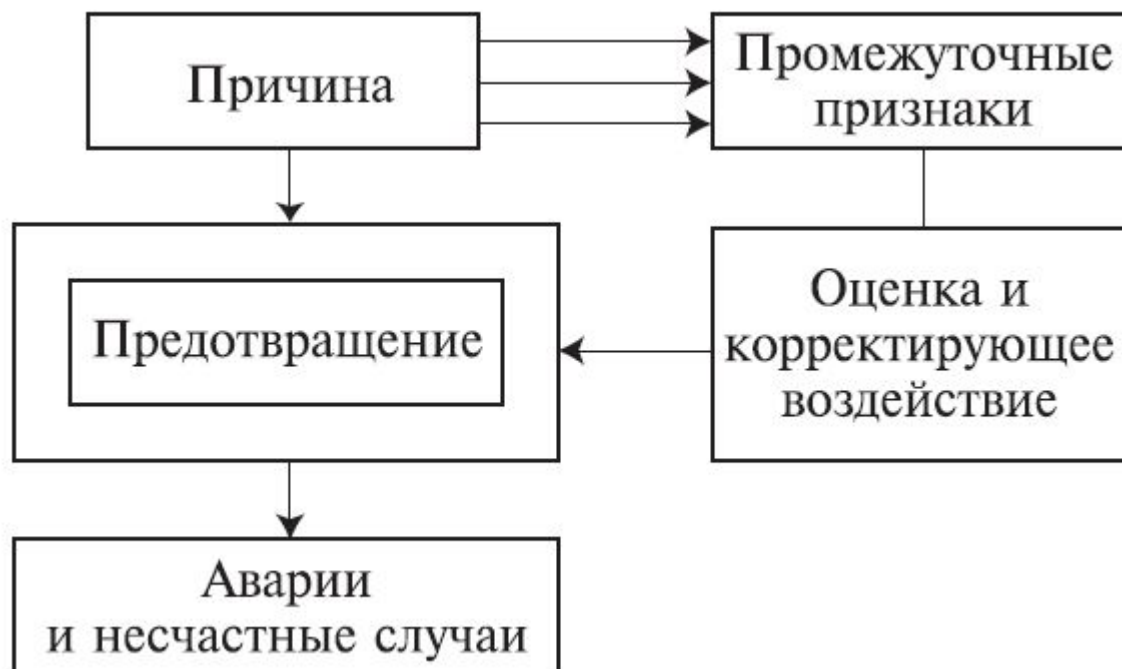 Причина
Промежуточные
признаки
Предотвращение
Оценка и
корректирующее
воздействие
Аварии
и несчастные случаи